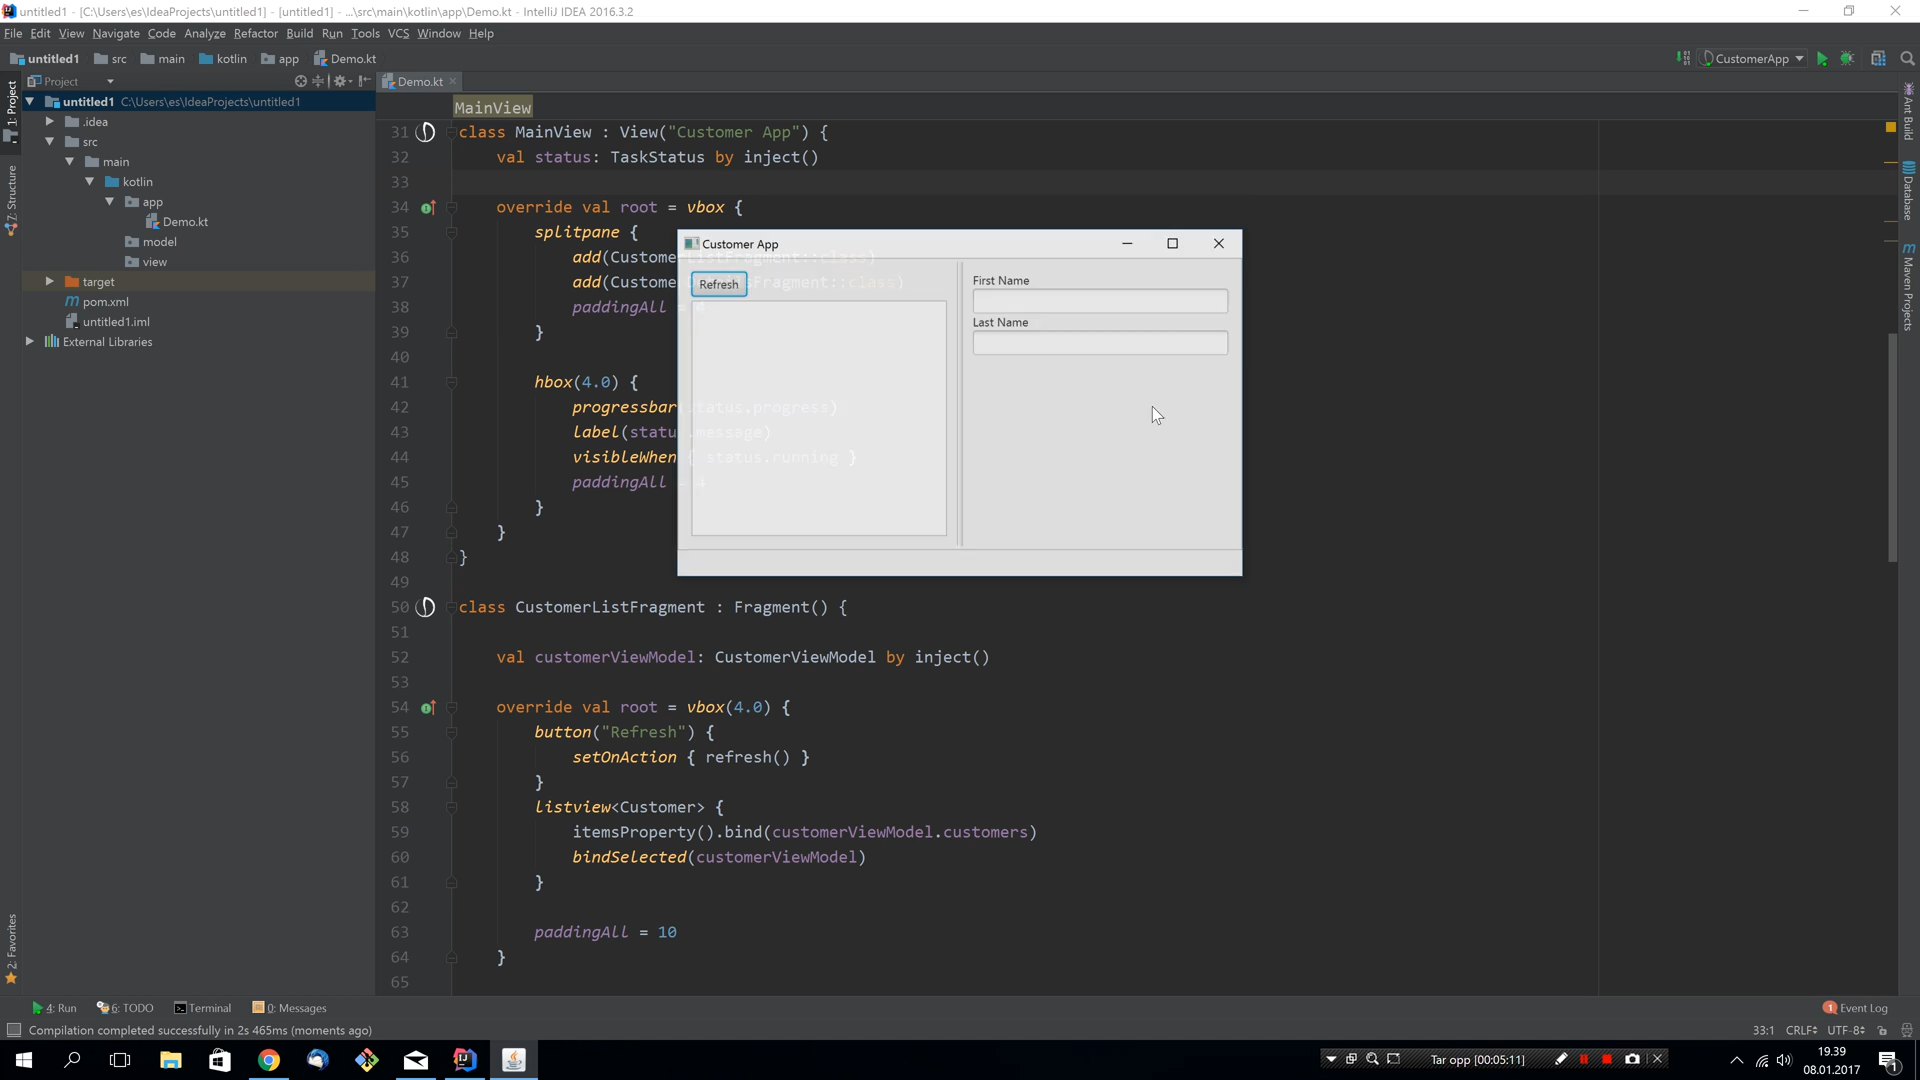 untitled1 - [C:\Users\es\IdeaProjects\untitled1] - [untitled1] - ...\src\main\kotlin\app\Demo.kt - IntelliJ IDEA 2016.3.2
File Edit View Navigate Code Analyze Refactor Build Run Tools VCS Window Help
untitled1 src main kotlin app Demo.kt CustomerApp
Project Demo.kt
1: Project
7: Structure
2: Favorites
Ant Build
Database
Maven Projects
untitled1 C:\Users\es\IdeaProjects\untitled1
.idea
src
main
kotlin
app
Demo.kt
model
view
target
pom.xml
untitled1.iml
External Libraries
MainView
31 class MainView : View("Customer App") {
32 val status: TaskStatus by inject()
33
34 override val root = vbox {
35 splitpane {
36 add(CustomerListFragment::class)
37 add(Custome sFragment::class)
38 paddingAll =
39 }
40
41 hbox(4.0) {
42 progressbar(status.progress)
43 label(status.message)
44 visibleWhen { status.running }
45 paddingAll = 4
46 }
47 }
48 }
49
50 class CustomerListFragment : Fragment() {
51
52 val customerViewModel: CustomerViewModel by inject()
53
54 override val root = vbox(4.0) {
55 button("Refresh") {
56 setOnAction { refresh() }
57 }
58 listview<Customer> {
59 itemsProperty().bind(customerViewModel.customers)
60 bindSelected(customerViewModel)
61 }
62
63 paddingAll = 10
64 }
65
Customer App
Refresh
First Name
Last Name
4: Run 6: TODO Terminal 0: Messages 1 Event Log
Compilation completed successfully in 2s 465ms (moments ago) 33:1 CRLF UTF-8
Tar opp [00:05:11]
19.39
08.01.2017
1